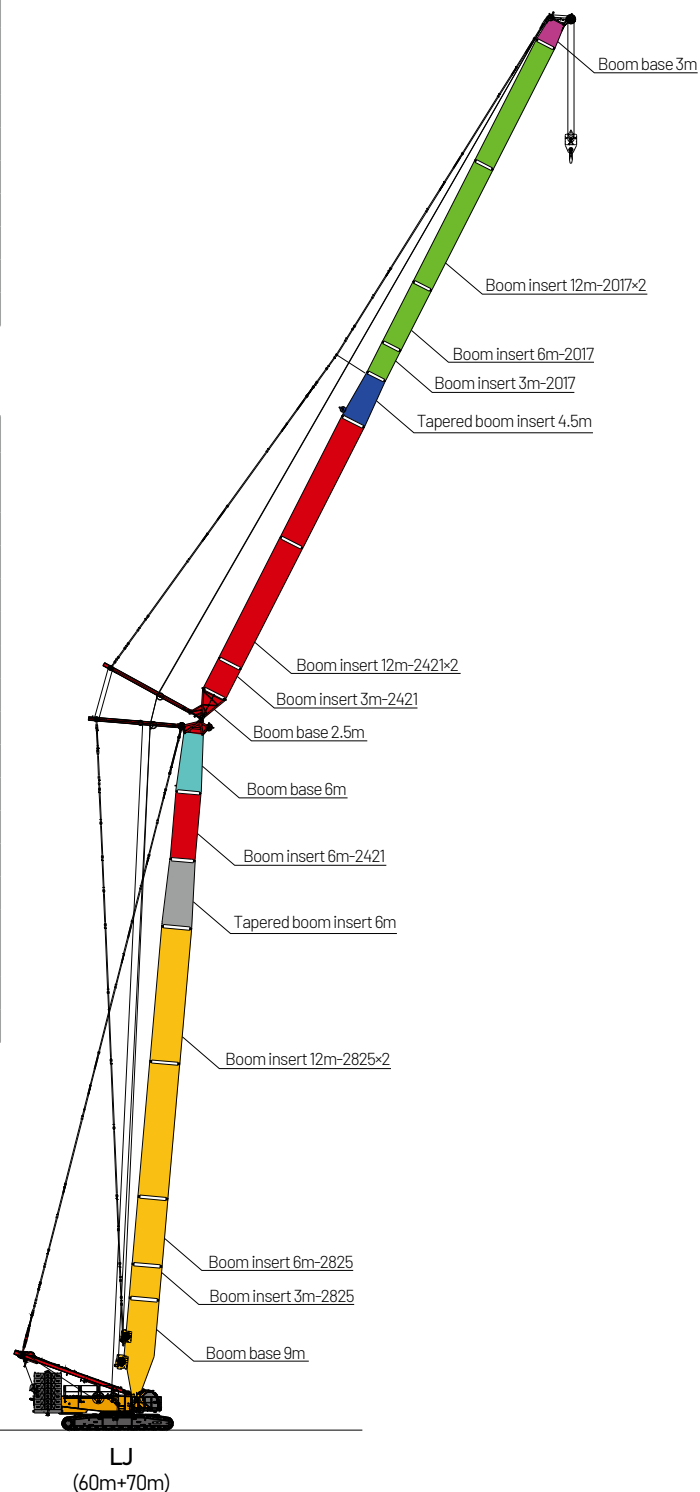 Boom base 3m
Boom insert 12m-2017×2
Boom insert 6m-2017
Boom insert 3m-2017
Tapered boom insert 4.5m
Boom insert 12m-2421×2
Boom insert 3m-2421
Boom base 2.5m
Boom base 6m
Boom insert 6m-2421
Tapered boom insert 6m
Boom insert 12m-2825×2
Boom insert 6m-2825
Boom insert 3m-2825
Boom base 9m
LJ
(60m+70m)